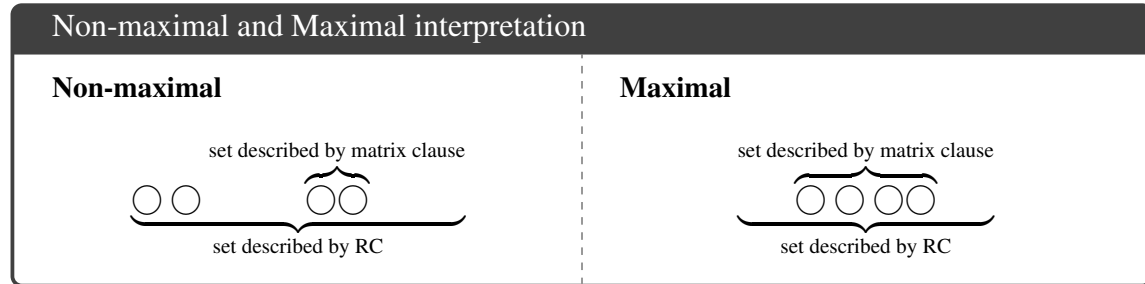 Non-maximal and Maximal interpretation
Non-maximal
set described by matrix clause
set described by RC
Maximal
set described by matrix clause
set described by RC